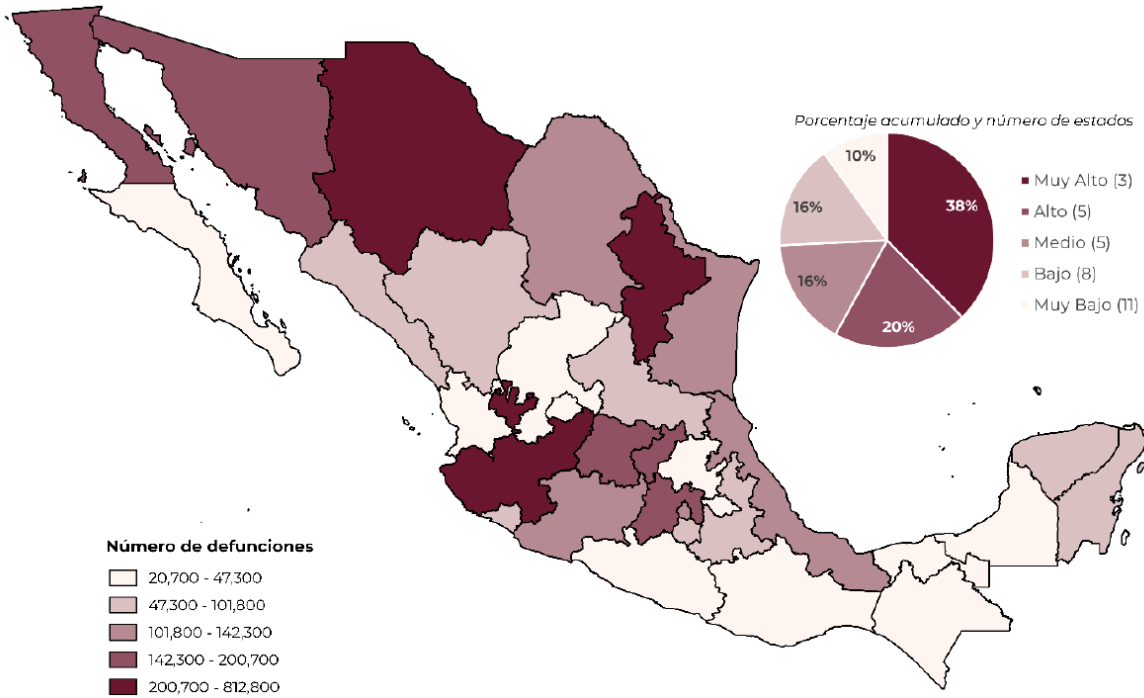 Porcentaje acumulado y número de estados
10%
38%
16%
16%
20%
Muy Alto (3)
Alto (5)
Medio (5)
Bajo (8)
Muy Bajo (11)
Número de defunciones
20,700 - 47,300
47,300 - 101,800
101,800 - 142,300
142,300 - 200,700
200,700 - 812,800